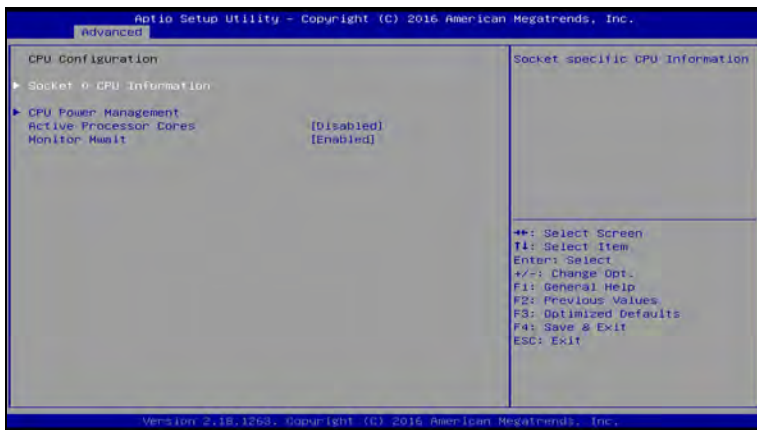 Aptio Setup Utility - Copyright (C) 2016 American Megatrends, Inc.
Advanced
CPU Configuration
Socket specific CPU Information
► Socket 0 CPU Information
► CPU Power Management
Active Processor Cores [Disabled]
Monitor Mwait [Enabled]
→←: Select Screen
↑↓: Select Item
Enter: Select
+/-: Change Opt.
F1: General Help
F2: Previous Values
F3: Optimized Defaults
F4: Save & Exit
ESC: Exit
Version 2.18.1263. Copyright (C) 2016 American Megatrends, Inc.